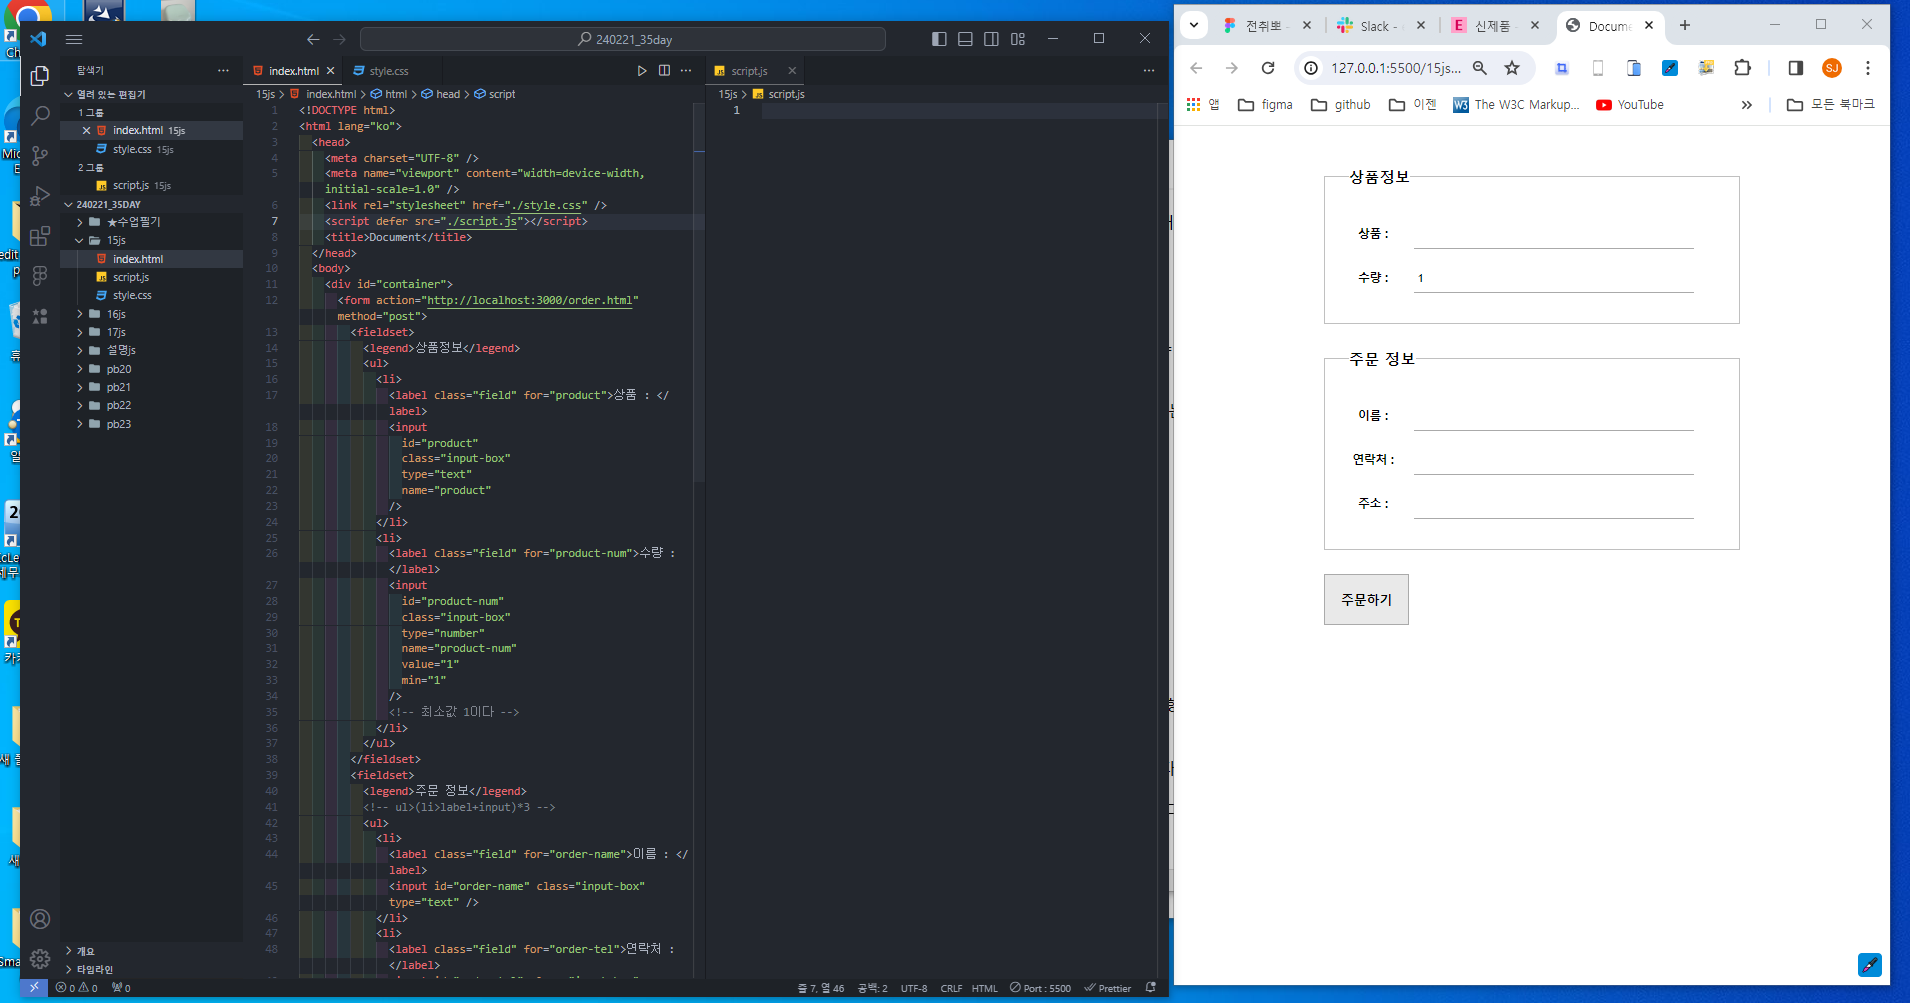 240221_35day
탐색기
index.html
style.css
script.js
열려 있는 편집기
1 그룹
index.html 15js
style.css 15js
2 그룹
script.js 15js
240221_35DAY
★수업필기
15js
index.html
script.js
style.css
16js
17js
설명js
pb20
pb21
pb22
pb23
개요
타임라인
15js > index.html > html > head > script
1 <!DOCTYPE html>
2 <html lang="ko">
3 <head>
4 <meta charset="UTF-8" />
5 <meta name="viewport" content="width=device-width,
initial-scale=1.0" />
6 <link rel="stylesheet" href="./style.css" />
7 <script defer src="./script.js"></script>
8 <title>Document</title>
9 </head>
10 <body>
11 <div id="container">
12 <form action="http://localhost:3000/order.html"
method="post">
13 <fieldset>
14 <legend>상품정보</legend>
15 <ul>
16 <li>
17 <label class="field" for="product">상품 : </
label>
18 <input
19 id="product"
20 class="input-box"
21 type="text"
22 name="product"
23 />
24 </li>
25 <li>
26 <label class="field" for="product-num">수량 :
</label>
27 <input
28 id="product-num"
29 class="input-box"
30 type="number"
31 name="product-num"
32 value="1"
33 min="1"
34 />
35 <!-- 최소값 1이다 -->
36 </li>
37 </ul>
38 </fieldset>
39 <fieldset>
40 <legend>주문 정보</legend>
41 <!-- ul>(li>label+input)*3 -->
42 <ul>
43 <li>
44 <label class="field" for="order-name">이름 : </
label>
45 <input id="order-name" class="input-box"
type="text" />
46 </li>
47 <li>
48 <label class="field" for="order-tel">연락처 :
</label>
15js > script.js
1
0 0 0
줄 7, 열 46 공백: 2 UTF-8 CRLF HTML Port : 5500 Prettier
전취뽀
Slack -
신제품
Docume
127.0.0.1:5500/15js...
SJ
앱 figma github 이젠 The W3C Markup... YouTube » 모든 북마크
상품정보
상품 :
수량 : 1
주문 정보
이름 :
연락처 :
주소 :
주문하기